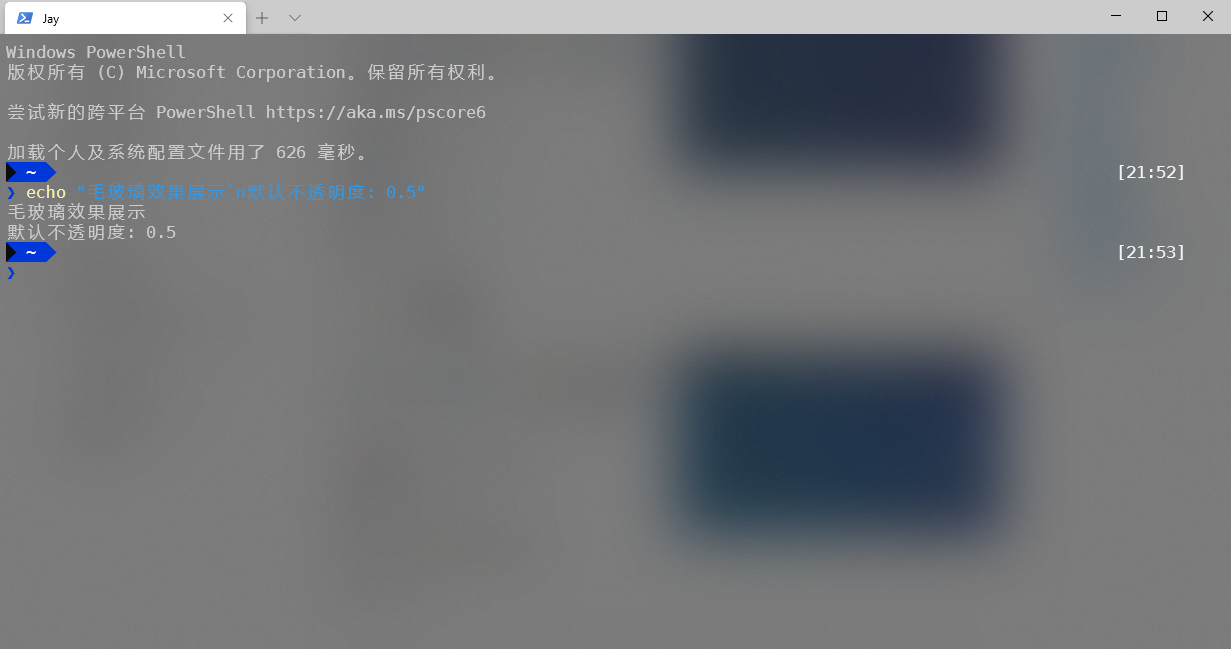 Jay
Windows PowerShell
版权所有 (C) Microsoft Corporation。保留所有权利。
尝试新的跨平台 PowerShell https://aka.ms/pscore6
加载个人及系统配置文件用了 626 毫秒。
~ [21:52]
❯ echo "毛玻璃效果展示`n默认不透明度: 0.5"
毛玻璃效果展示
默认不透明度: 0.5
~ [21:53]
❯